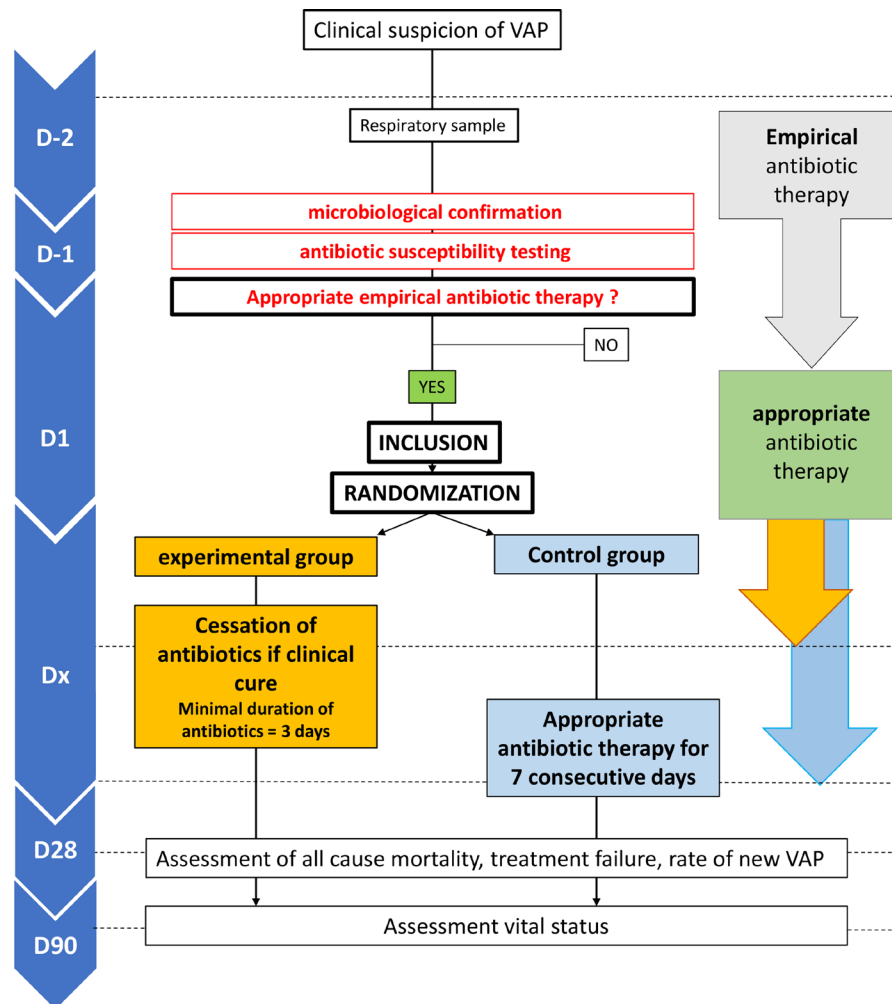 Clinical suspicion of VAP
D-2
Respiratory sample
Empirical
antibiotic
therapy
microbiological confirmation
D-1
antibiotic susceptibility testing
Appropriate empirical antibiotic therapy ?
NO
YES
D1
appropriate
antibiotic
therapy
INCLUSION
RANDOMIZATION
experimental group
Control group
Cessation of
antibiotics if clinical
cure
Minimal duration of
antibiotics = 3 days
Dx
Appropriate
antibiotic therapy for
7 consecutive days
D28
Assessment of all cause mortality, treatment failure, rate of new VAP
Assessment vital status
D90